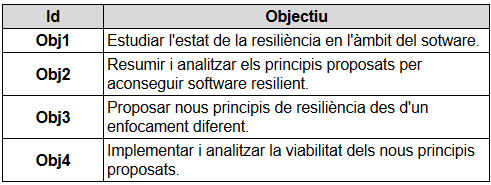 Id Objectiu
Obj1 Estudiar l'estat de la resiliència en l'àmbit del sotware.
Obj2 Resumir i analitzar els principis proposats per
aconseguir software resilient.
Obj3 Proposar nous principis de resiliència des d'un
enfocament diferent.
Obj4 Implementar i analitzar la viabilitat dels nous principis
proposats.